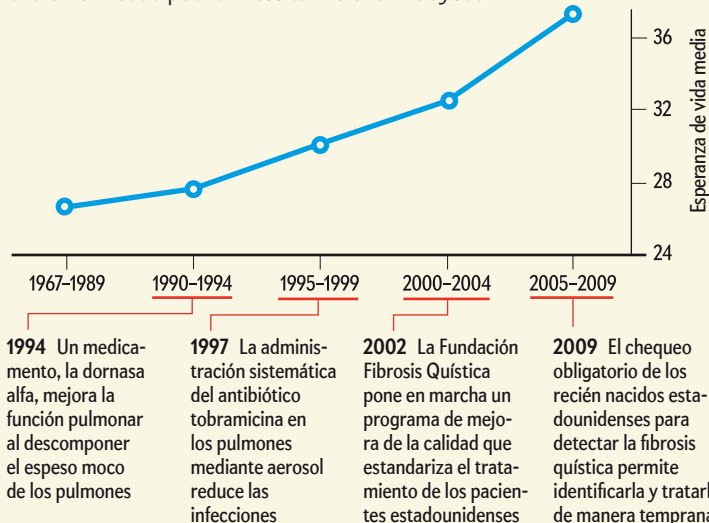 36
32
28
24
Esperanza de vida media
1967–1989
1990–1994
1995–1999
2000–2004
2005–2009
1994 Un medica-
mento, la dornasa
alfa, mejora la
función pulmonar
al descomponer
el espeso moco
de los pulmones
1997 La adminis-
tración sistemática
del antibiótico
tobramicina en
los pulmones
mediante aerosol
reduce las
infecciones
2002 La Fundación
Fibrosis Quística
pone en marcha un
programa de mejo-
ra de la calidad que
estandariza el trata-
miento de los pacien-
tes estadounidenses
2009 El chequeo
obligatorio de los
recién nacidos esta-
dounidenses para
detectar la fibrosis
quística permite
identificarla y tratarl
de manera temprana